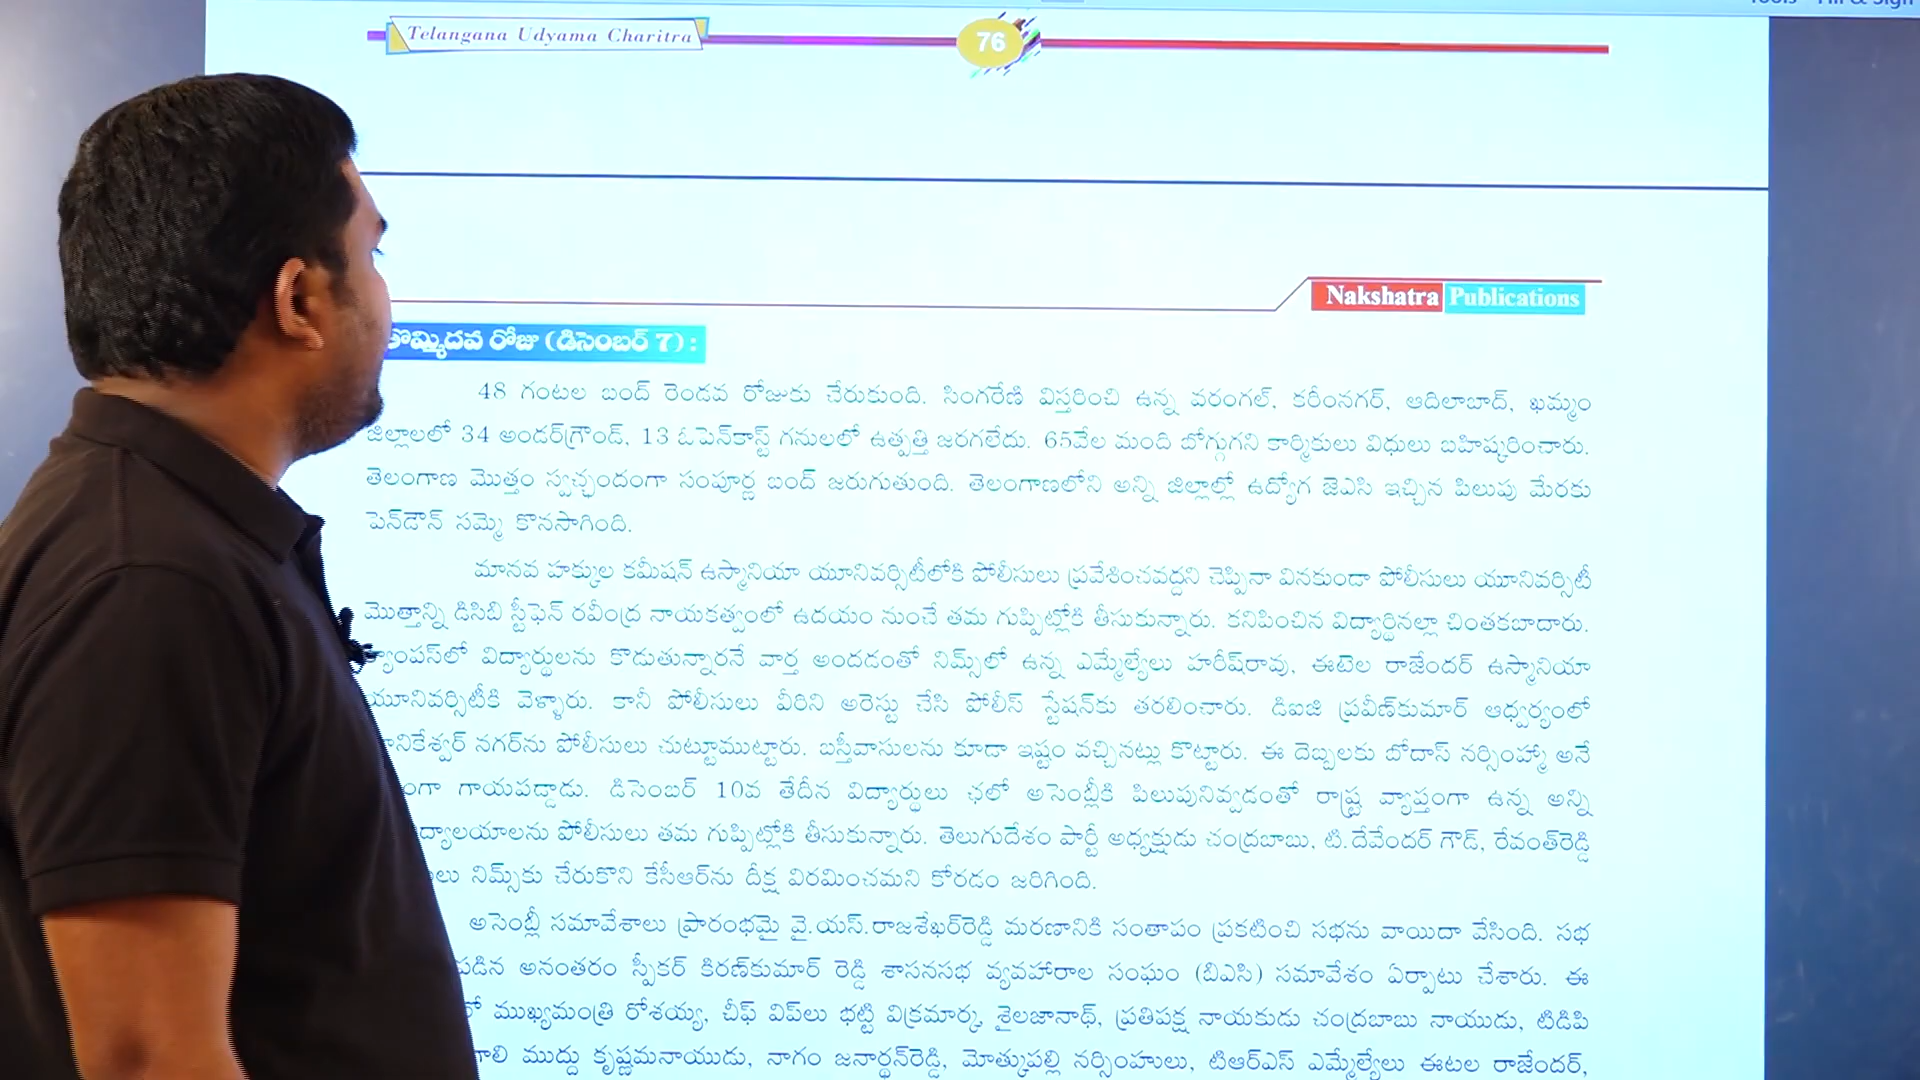 Tools Fill & Sign
Telangana Udyama Charitra
76
Nakshatra Publications
తొమ్మిదవ రోజు (డిసెంబర్ 7) :
48 గంటల బంద్ రెండవ రోజుకు చేరుకుంది. సింగరేణి విస్తరించి ఉన్న వరంగల్, కరీంనగర్, ఆదిలాబాద్, ఖమ్మం
జిల్లాలలో 34 అండర్‌గ్రౌండ్, 13 ఓపెన్‌కాస్ట్ గనులలో ఉత్పత్తి జరగలేదు. 65వేల మంది బోగ్గుగని కార్మికులు విధులు బహిష్కరించారు.
తెలంగాణ మొత్తం స్వచ్ఛందంగా సంపూర్ణ బంద్ జరుగుతుంది. తెలంగాణలోని అన్ని జిల్లాల్లో ఉద్యోగ జెఎసి ఇచ్చిన పిలుపు మేరకు
పెన్‌డౌన్ సమ్మె కొనసాగింది.
మానవ హక్కుల కమీషన్ ఉస్మానియా యూనివర్సిటీలోకి పోలీసులు ప్రవేశించవద్దని చెప్పినా వినకుండా పోలీసులు యూనివర్సిటీ
మొత్తాన్ని డిసిబి స్టీఫెన్ రవీంద్ర నాయకత్వంలో ఉదయం నుంచే తమ గుప్పిట్లోకి తీసుకున్నారు. కనిపించిన విద్యార్థినల్లా చింతకబాదారు.
క్యాంపస్‌లో విద్యార్థులను కొడుతున్నారనే వార్త అందడంతో నిమ్స్‌లో ఉన్న ఎమ్మేల్యేలు హరీష్‌రావు, ఈటెల రాజేందర్ ఉస్మానియా
యూనివర్సిటీకి వెళ్ళారు. కానీ పోలీసులు వీరిని అరెస్టు చేసి పోలీస్ స్టేషన్‌కు తరలించారు. డిఐజి ప్రవీణ్‌కుమార్ ఆధ్వర్యంలో
మానికేశ్వర్ నగర్‌ను పోలీసులు చుట్టూముట్టారు. బస్తీవాసులను కూడా ఇష్టం వచ్చినట్లు కొట్టారు. ఈ దెబ్బలకు బోదాస్ నర్సింహ్మా అనే
గాయపడ్డాడు. డిసెంబర్ 10వ తేదీన విద్యార్థులు ఛలో అసెంబ్లీకి పిలుపునివ్వడంతో రాష్ట్ర వ్యాప్తంగా ఉన్న అన్ని
ద్యాలయాలను పోలీసులు తమ గుప్పిట్లోకి తీసుకున్నారు. తెలుగుదేశం పార్టీ అధ్యక్షుడు చంద్రబాబు, టి.దేవేందర్ గౌడ్, రేవంత్‌రెడ్డి
నిమ్స్‌కు చేరుకొని కేసీఆర్‌ను దీక్ష విరమించమని కోరడం జరిగింది.
అసెంబ్లీ సమావేశాలు ప్రారంభమై వై.యస్.రాజశేఖర్‌రెడ్డి మరణానికి సంతాపం ప్రకటించి సభను వాయిదా వేసింది. సభ
పడిన అనంతరం స్పీకర్ కిరణ్‌కుమార్ రెడ్డి శాసనసభ వ్యవహారాల సంఘం (బిఎసి) సమావేశం ఏర్పాటు చేశారు. ఈ
ముఖ్యమంత్రి రోశయ్య, చీఫ్ విప్‌లు భట్టి విక్రమార్క, శైలజానాథ్, ప్రతిపక్ష నాయకుడు చంద్రబాబు నాయుడు, టిడిపి
గాలి ముద్దు కృష్ణమనాయుడు, నాగం జనార్థన్‌రెడ్డి, మోత్కుపల్లి నర్సింహులు, టిఆర్ఎస్ ఎమ్మేల్యేలు ఈటల రాజేందర్,